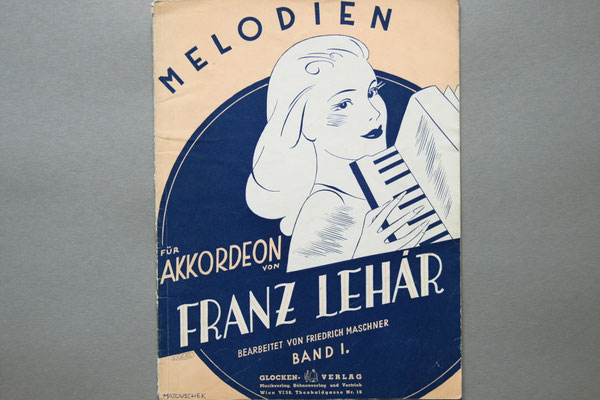 MELODIEN
FÜR
AKKORDEON
VON
FRANZ LEHÁR
BEARBEITET VON FRIEDRICH MASCHNER
BAND I.
GLOCKEN- VERLAG
Musikverlag, Bühnenverlag und Vertrieb
Wien VI/56, Theobaldgasse Nr. 16